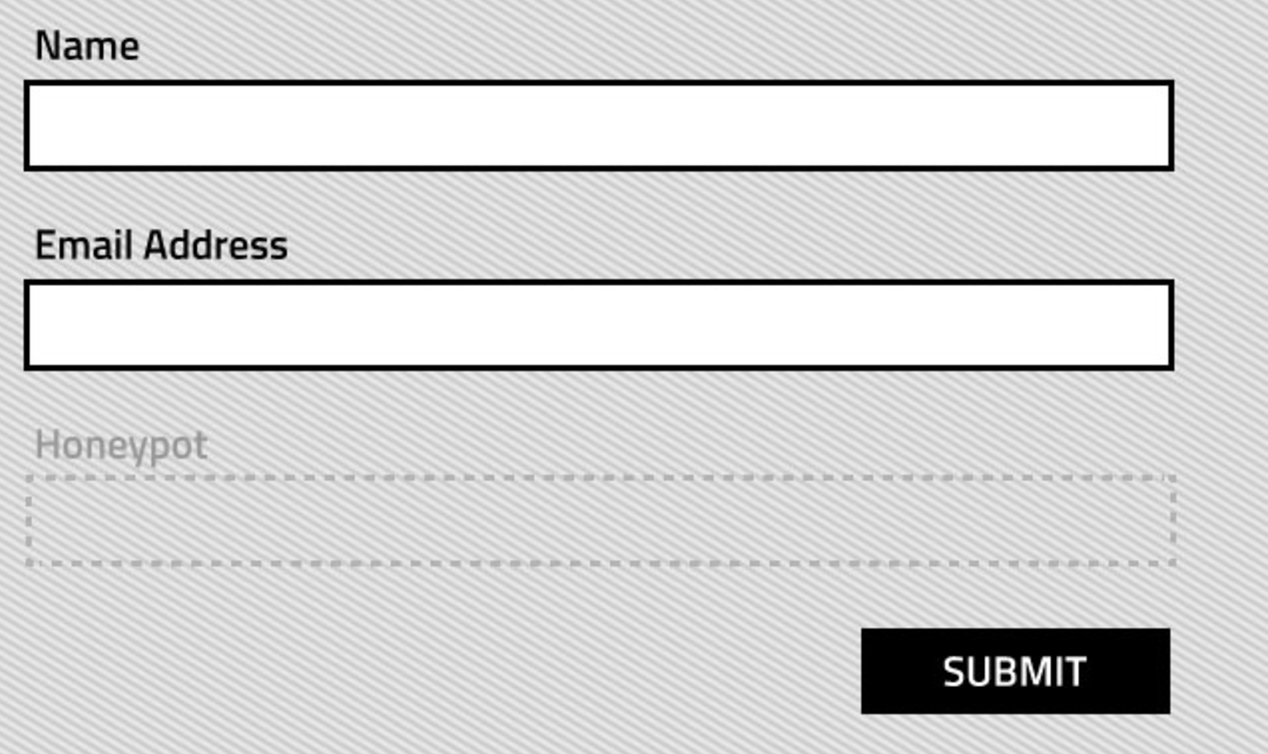 Name
Email Address
Honeypot
SUBMIT